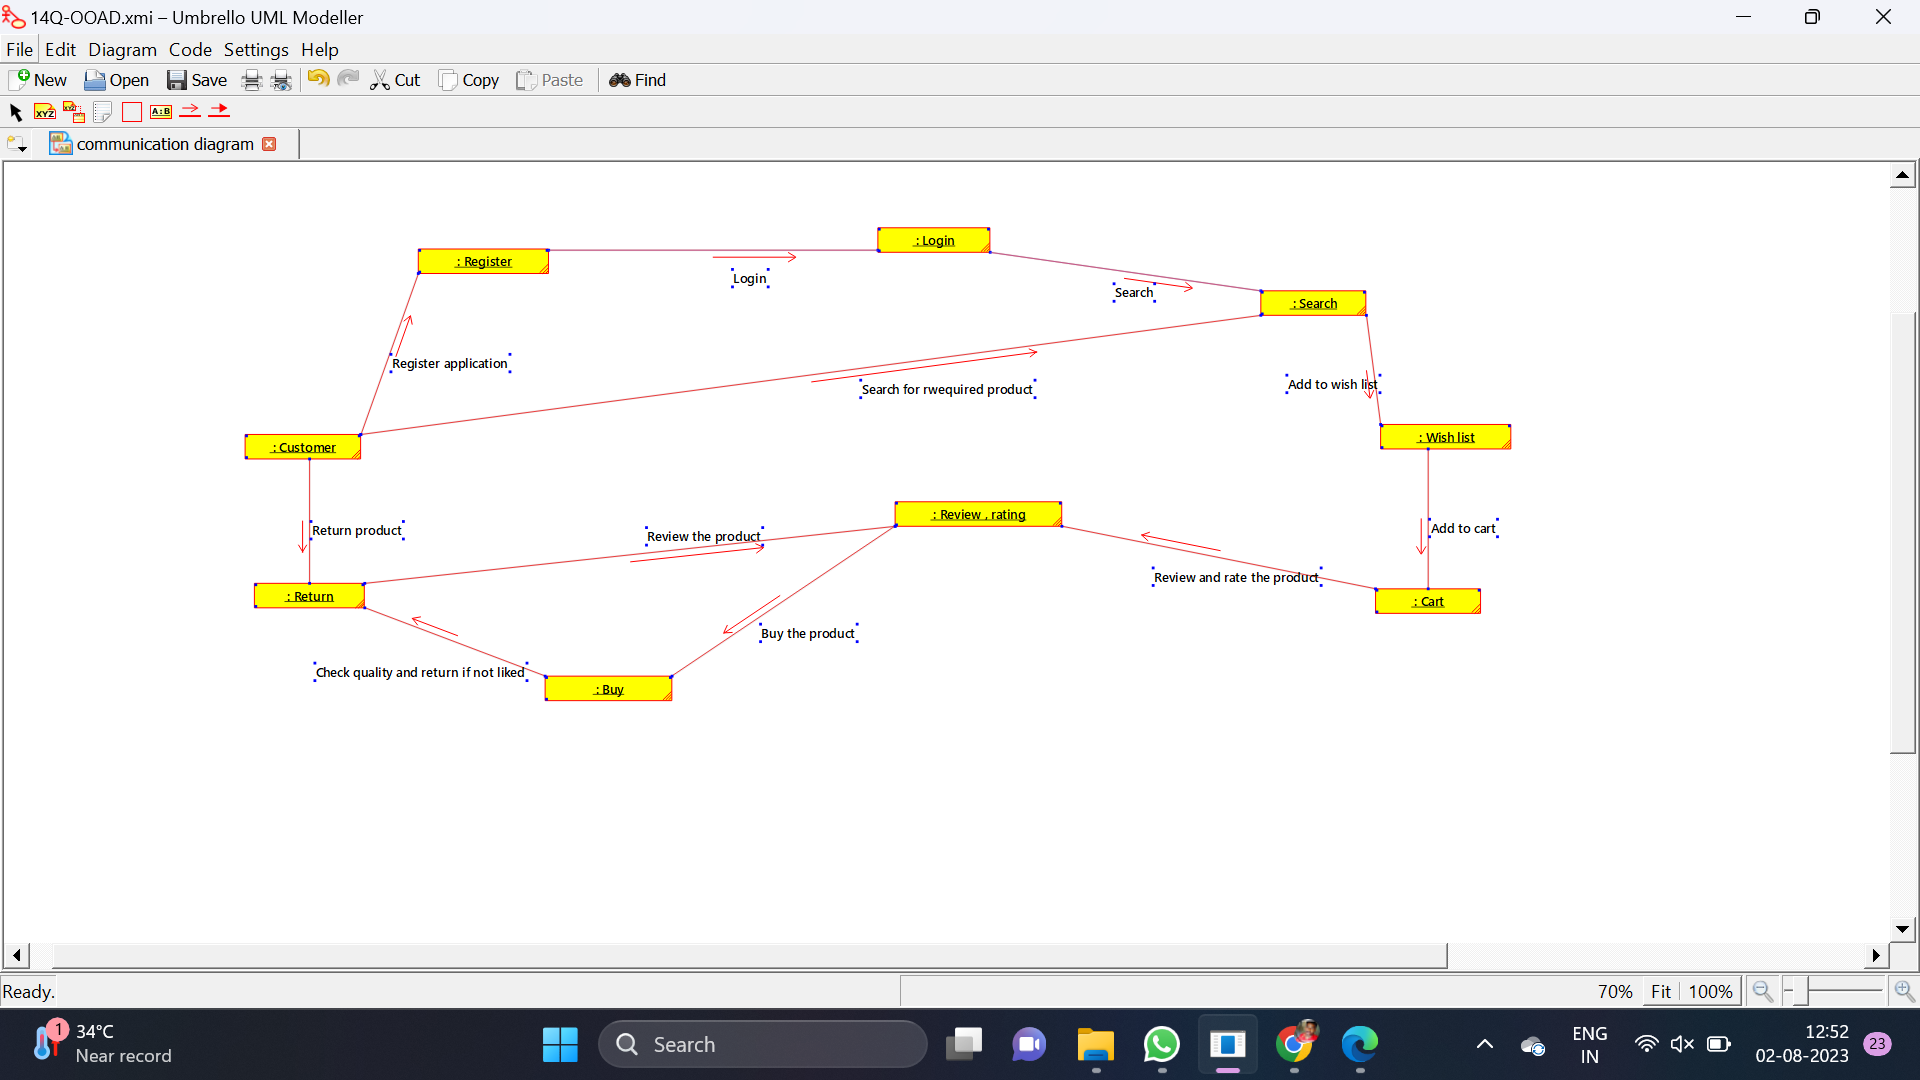 14Q-OOAD.xmi – Umbrello UML Modeller
File Edit Diagram Code Settings Help
New Open Save Cut Copy Paste Find
XYZ XYZ A:B
communication diagram
: Login
: Register
Login
Search
: Search
Register application
Search for rwequired product
Add to wish list
: Customer
: Wish list
: Review , rating
Return product
Review the product
Add to cart
Review and rate the product
: Return
: Cart
Buy the product
Check quality and return if not liked
: Buy
Ready.
70% Fit 100%
1 34°C
Near record
Search
ENG
IN
12:52
02-08-2023
23